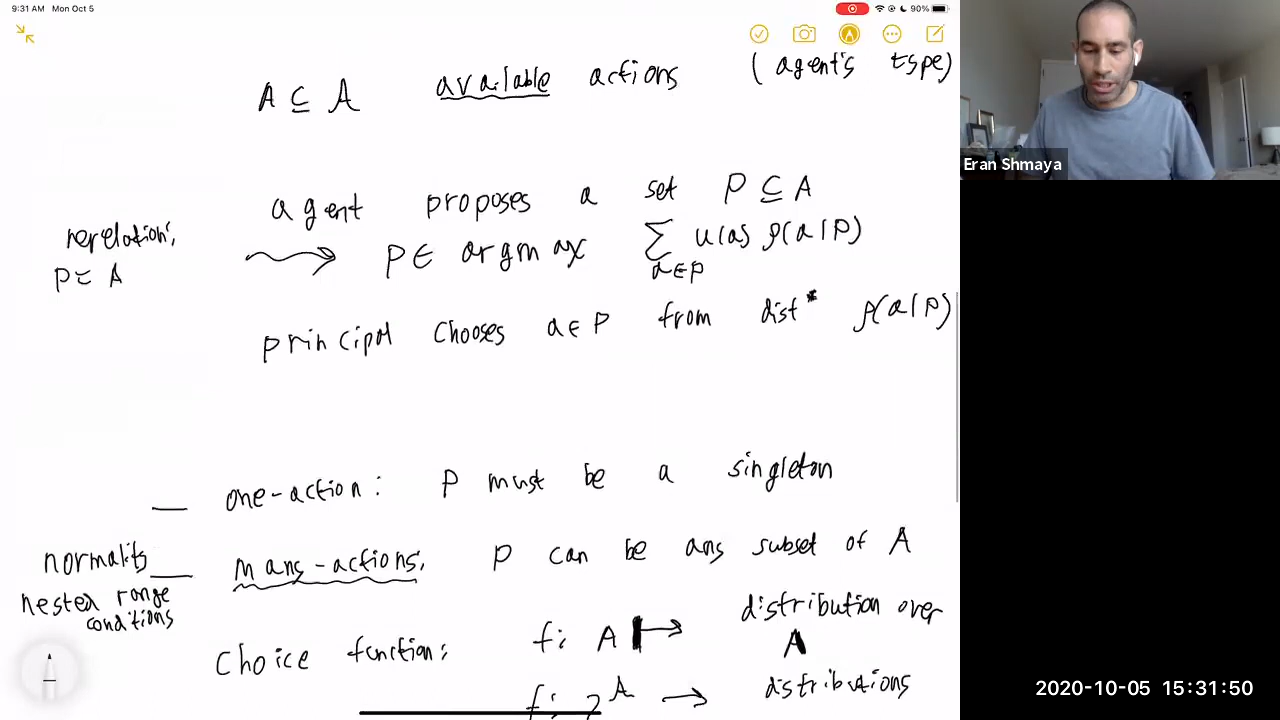 9:31 AM Mon Oct 5
90%
A ⊆ 𝒜 available actions (agent's type)
agent proposes a set P ⊆ A
revelation:
P = A
P ∈ argmax ∑ u(a) ρ(a|P)
a∈P
principal chooses a∈P from dist* ρ(a|P)
one-action: P must be a singleton
normality
many-actions: P can be any subset of A
nested range
conditions
distribution over
Choice function: f: A ↦ A
f: 2^A → distributions
Eran Shmaya
2020-10-05 15:31:50